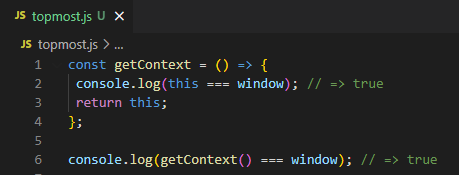 JS topmost.js U ×
JS topmost.js > ...
1 const getContext = () => {
2 console.log(this === window); // => true
3 return this;
4 };
5
6 console.log(getContext() === window); // => true